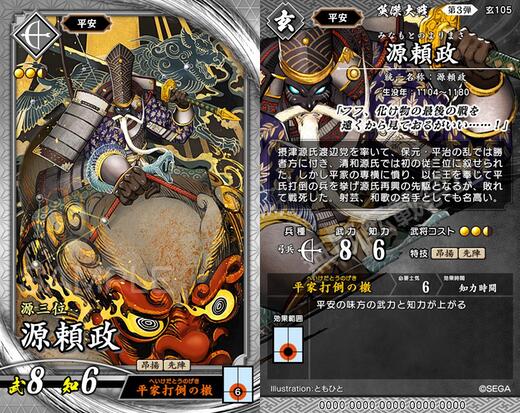 平安
源三位
源頼政
昂揚 先陣
武8 知6
へいけだとうのげき
平家打倒の檄
6
玄
平安
英傑大戦
第3弾
玄105
みなもとのよりまさ
源頼政
統一名称：源頼政
生没年：1104～1180
「フフ、化け物の最後の戦を
遠くから見ておるがいい……！」
摂津源氏渡辺党を率いて、保元・平治の乱では勝
者方に付き、清和源氏では初の従三位に叙せられ
た。しかし平家の専横に憤り、以仁王を奉じて平
氏打倒の兵を挙げ源氏再興の先駆となるが、敗れ
て戦死した。射芸、和歌の名手としても名高い。
兵種 武力 知力 武将コスト
弓兵 8 6
特技 昂揚 先陣
へいけだとうのげき
平家打倒の檄
必要士気 6
効果時間 知力時間
平安の味方の武力と知力が上がる
効果範囲
Illustration:ともひと
©SEGA
0000 0000 0000 0000 0000